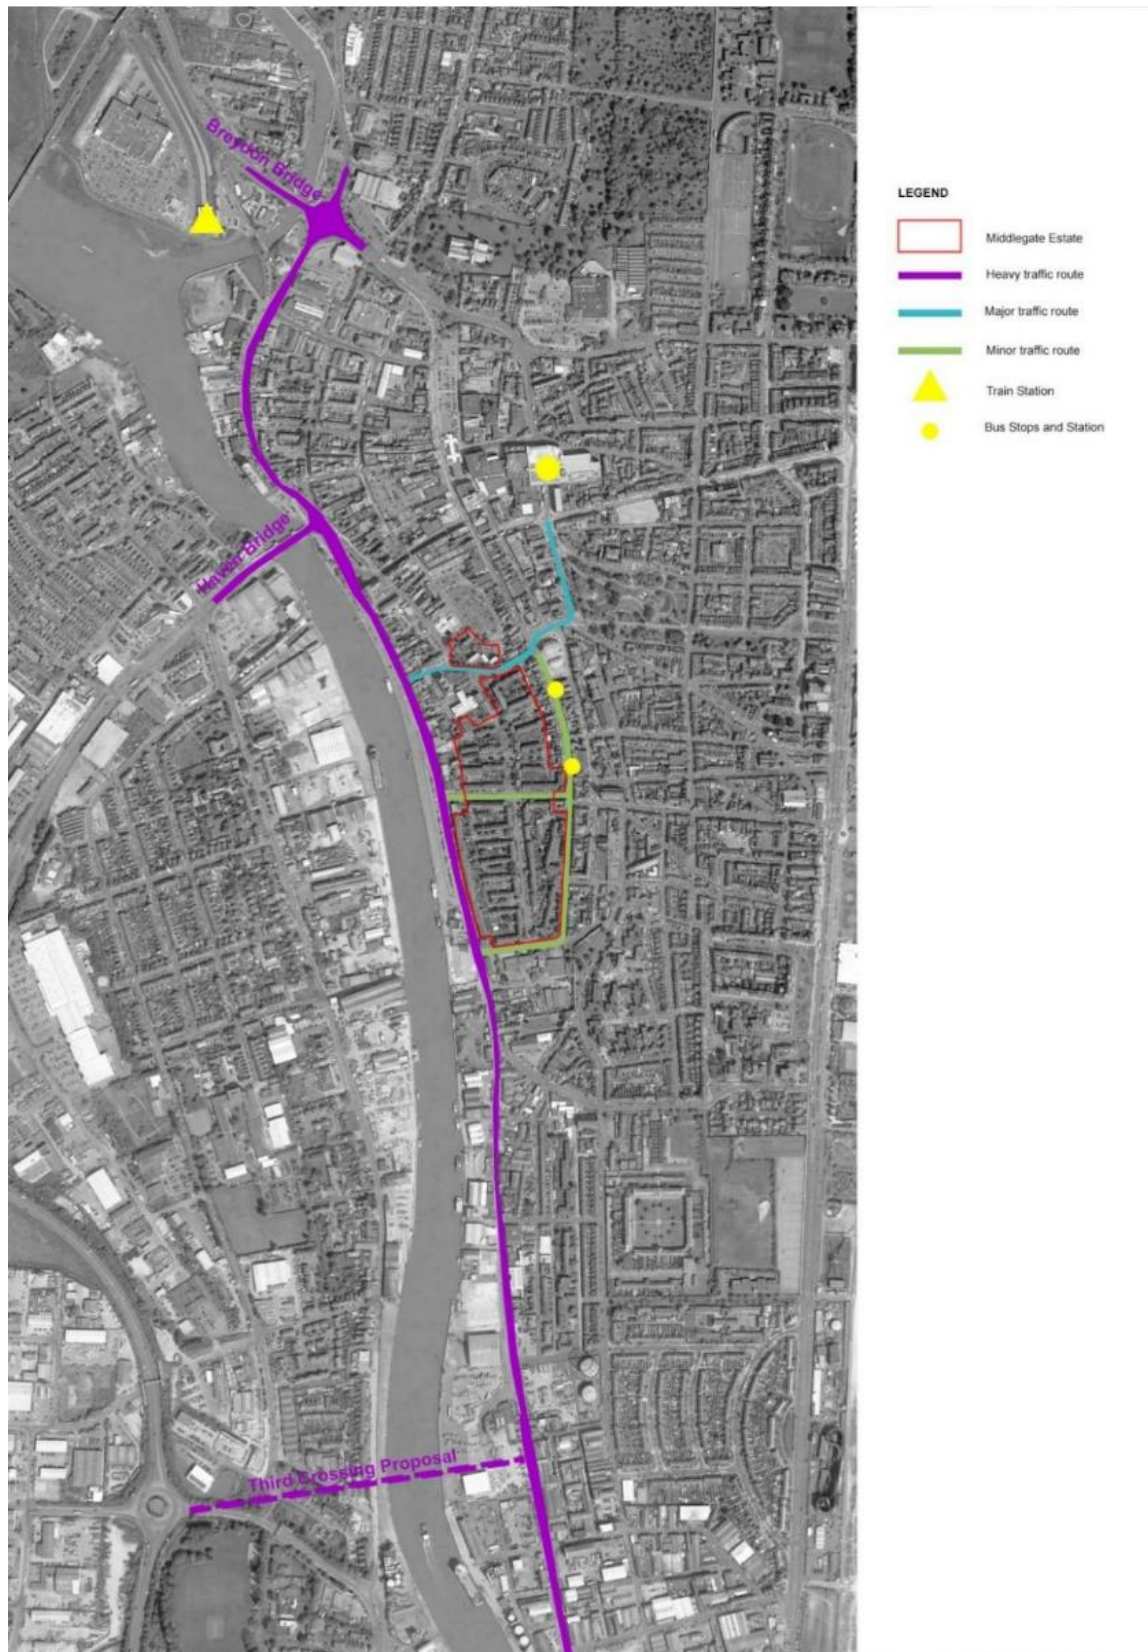 Breydon Bridge
LEGEND
Middlegate Estate
Heavy traffic route
Major traffic route
Minor traffic route
Train Station
Bus Stops and Station
Haven Bridge
Third Crossing Proposal